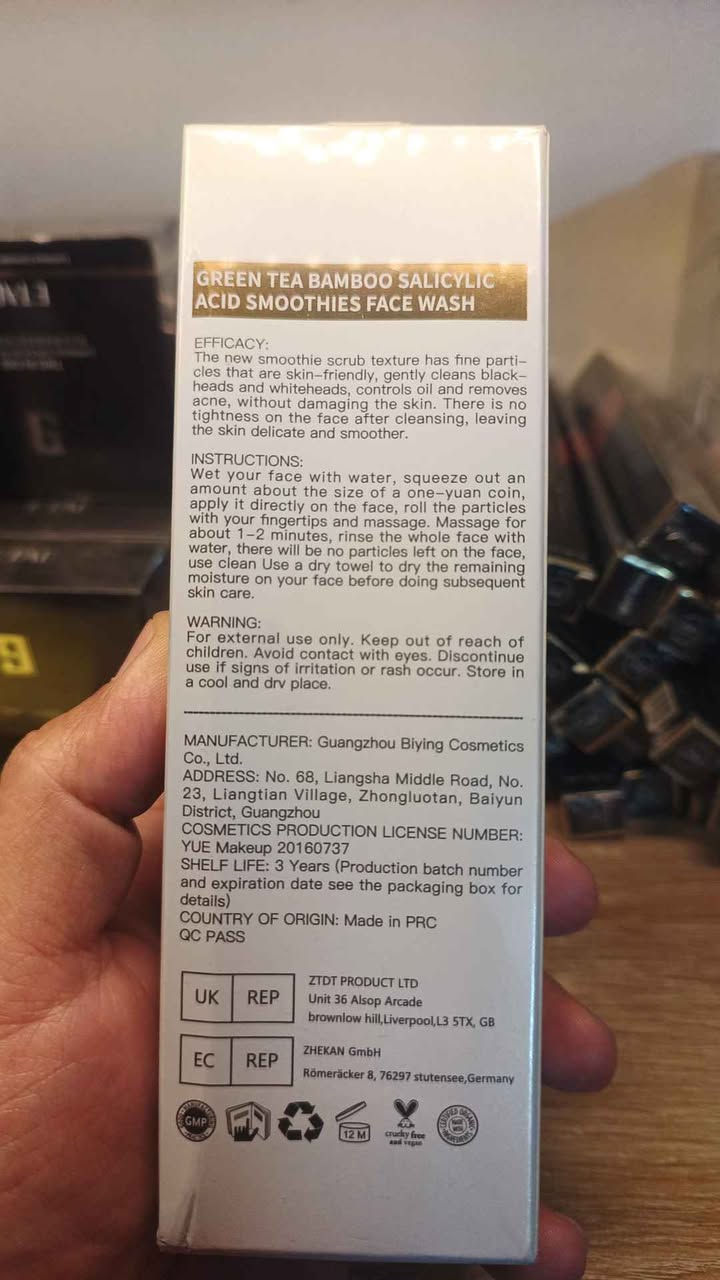 GREEN TEA BAMBOO SALICYLIC
ACID SMOOTHIES FACE WASH
EFFICACY:
The new smoothie scrub texture has fine parti-
cles that are skin-friendly, gently cleans black-
heads and whiteheads, controls oil and removes
acne, without damaging the skin. There is no
tightness on the face after cleansing, leaving
the skin delicate and smoother.
INSTRUCTIONS:
Wet your face with water, squeeze out an
amount about the size of a one-yuan coin,
apply it directly on the face, roll the particles
with your fingertips and massage. Massage for
about 1-2 minutes, rinse the whole face with
water, there will be no particles left on the face,
use clean Use a dry towel to dry the remaining
moisture on your face before doing subsequent
skin care.
WARNING:
For external use only. Keep out of reach of
children. Avoid contact with eyes. Discontinue
use if signs of irritation or rash occur. Store in
a cool and drv place.
MANUFACTURER: Guangzhou Biying Cosmetics
Co., Ltd.
ADDRESS: No. 68, Liangsha Middle Road, No.
23, Liangtian Village, Zhongluotan, Baiyun
District, Guangzhou
COSMETICS PRODUCTION LICENSE NUMBER:
YUE Makeup 20160737
SHELF LIFE: 3 Years (Production batch number
and expiration date see the packaging box for
details)
COUNTRY OF ORIGIN: Made in PRC
QC PASS
UK REP
ZTDT PRODUCT LTD
Unit 36 Alsop Arcade
brownlow hill,Liverpool,L3 5TX, GB
EC REP
ZHEKAN GmbH
Römeräcker 8, 76297 stutensee,Germany
GMP
12 M
cruelty free
and vegan
CERTIFIED ORGANIC
MADE WITH
INGREDIENTS